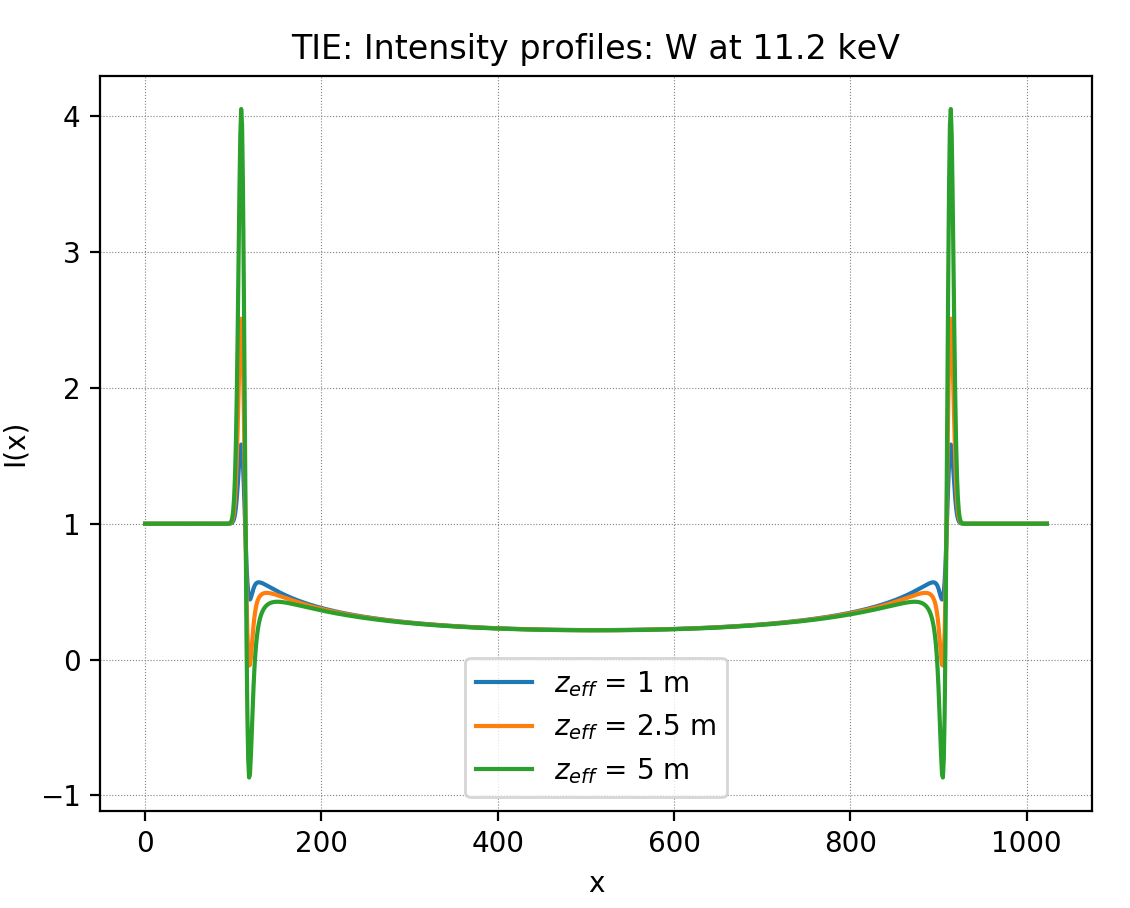 TIE: Intensity profiles: W at 11.2 keV
I(x)
4
3
2
1
0
−1
z_eff = 1 m
z_eff = 2.5 m
z_eff = 5 m
0 200 400 600 800 1000
x